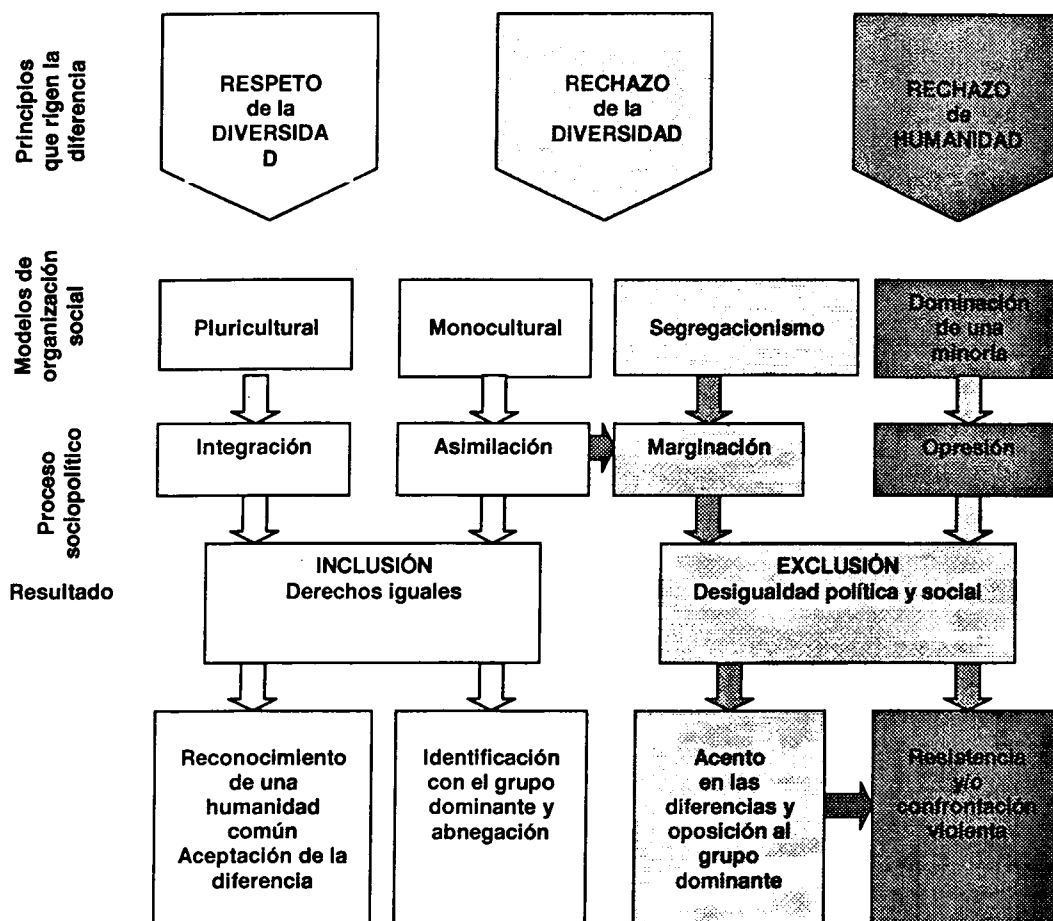 Principios
que rigen la
diferencia
RESPETO
de la
DIVERSIDA
D
RECHAZO
de la
DIVERSIDAD
RECHAZO
de
HUMANIDAD
Modelos de
organización
social
Pluricultural
Monocultural
Segregacionismo
Dominación
de una
minoría
Proceso
sociopolítico
Integración
Asimilación
Marginación
Opresión
Resultado
INCLUSIÓN
Derechos iguales
EXCLUSIÓN
Desigualdad política y social
Reconocimiento
de una
humanidad
común
Aceptación de la
diferencia
Identificación
con el grupo
dominante y
abnegación
Acento
en las
diferencias y
oposición al
grupo
dominante
Resistencia
y/o
confrontación
violenta